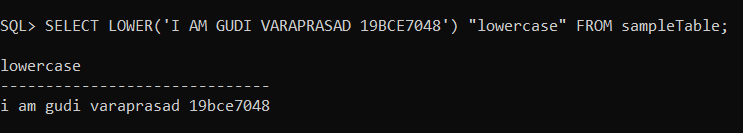 SQL> SELECT LOWER('I AM GUDI VARAPRASAD 19BCE7048') "lowercase" FROM sampleTable;
lowercase
------------------------------
i am gudi varaprasad 19bce7048